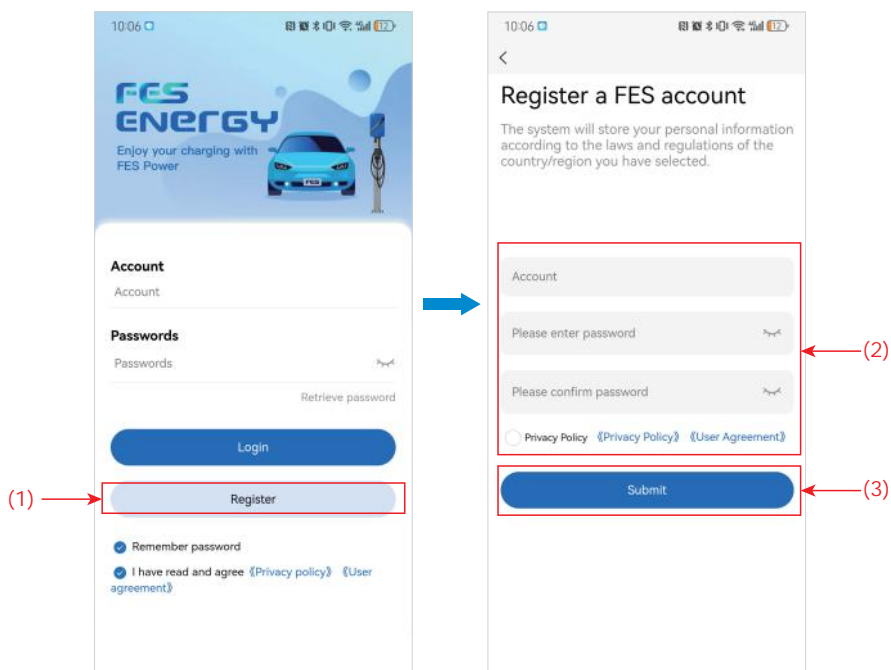 10:06
12
FES
ENERGY
Enjoy your charging with
FES Power
FES
Account
Account
Passwords
Passwords
Retrieve password
Login
(1)
Register
Remember password
I have read and agree 《Privacy policy》 《User
agreement》
10:06
12
Register a FES account
The system will store your personal information
according to the laws and regulations of the
country/region you have selected.
Account
Please enter password
(2)
Please confirm password
Privacy Policy 《Privacy Policy》 《User Agreement》
Submit
(3)